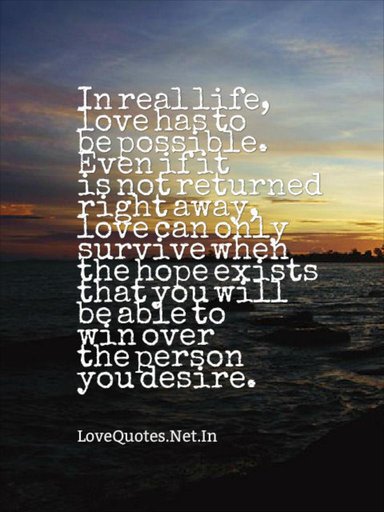 In real life,
love has to
be possible.
Even if it
is not returned
right away,
love can only
survive when
the hope exists
that you will
be able to
win over
the person
you desire.
LoveQuotes.Net.In